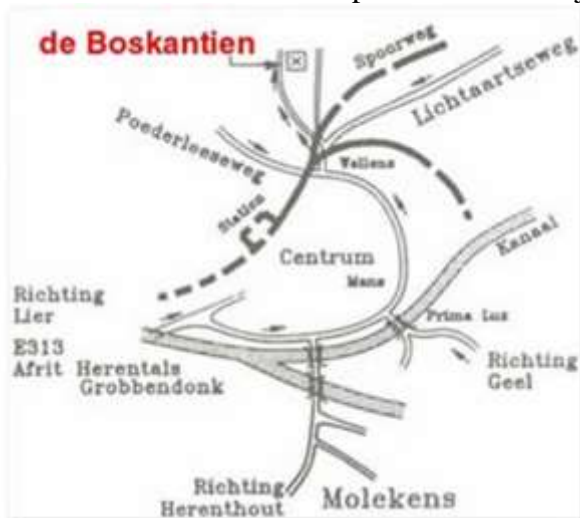 de Boskantien
Spoorweg
Lichtaartseweg
Poederleeseweg
Wellens
Station
Kanaal
Centrum
Mans
Prima Lux
Richting
Lier
E313
Afrit Herentals
Grobbendonk
Richting
Geel
Richting
Herenthout
Molekens